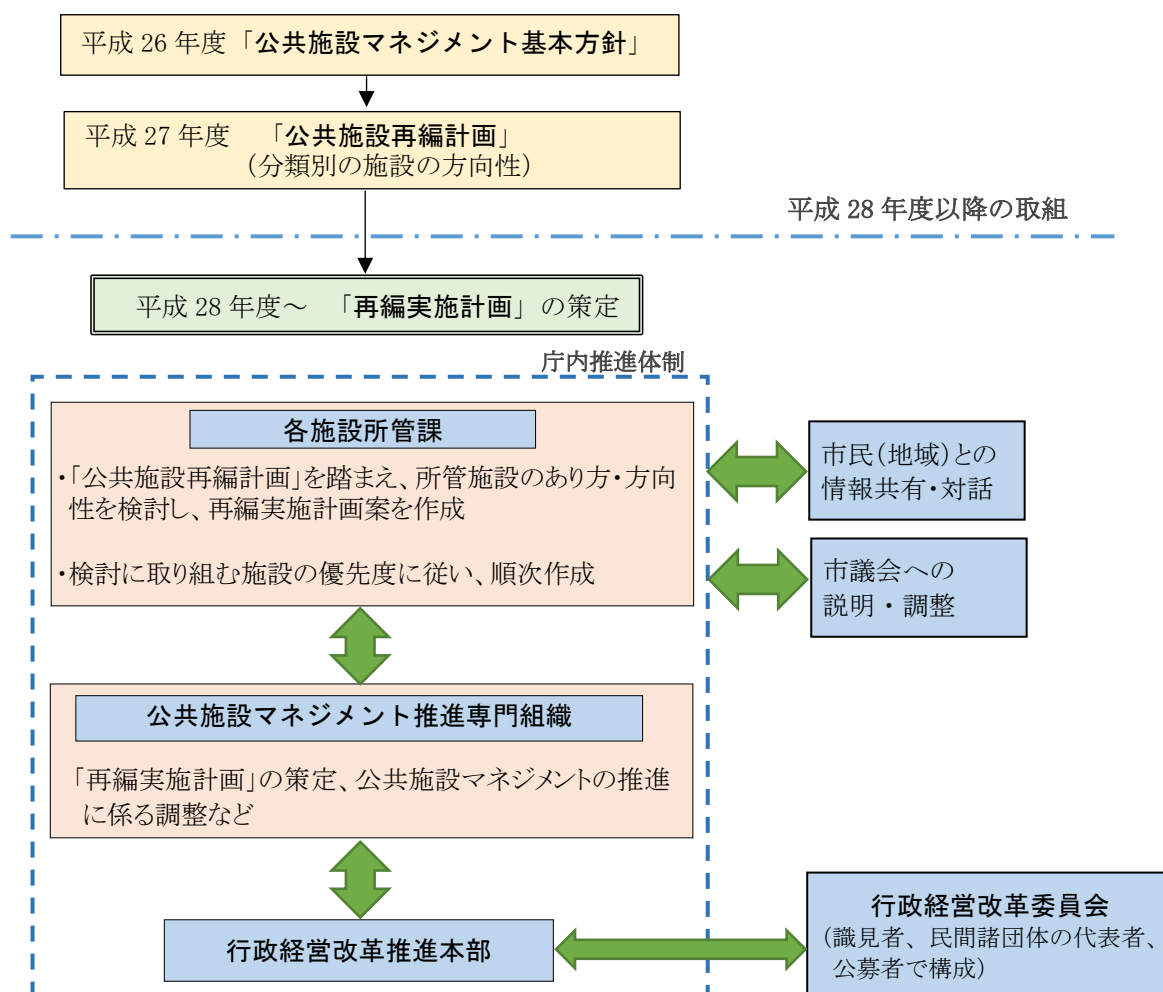 平成 26 年度「公共施設マネジメント基本方針」
平成 27 年度　「公共施設再編計画」
(分類別の施設の方向性)
平成 28 年度以降の取組
平成 28 年度～　「再編実施計画」の策定
庁内推進体制
各施設所管課
・「公共施設再編計画」を踏まえ、所管施設のあり方・方向
性を検討し、再編実施計画案を作成
・検討に取り組む施設の優先度に従い、順次作成
市民(地域)との
情報共有・対話
市議会への
説明・調整
公共施設マネジメント推進専門組織
「再編実施計画」の策定、公共施設マネジメントの推進
に係る調整など
行政経営改革推進本部
行政経営改革委員会
(識見者、民間諸団体の代表者、
公募者で構成)